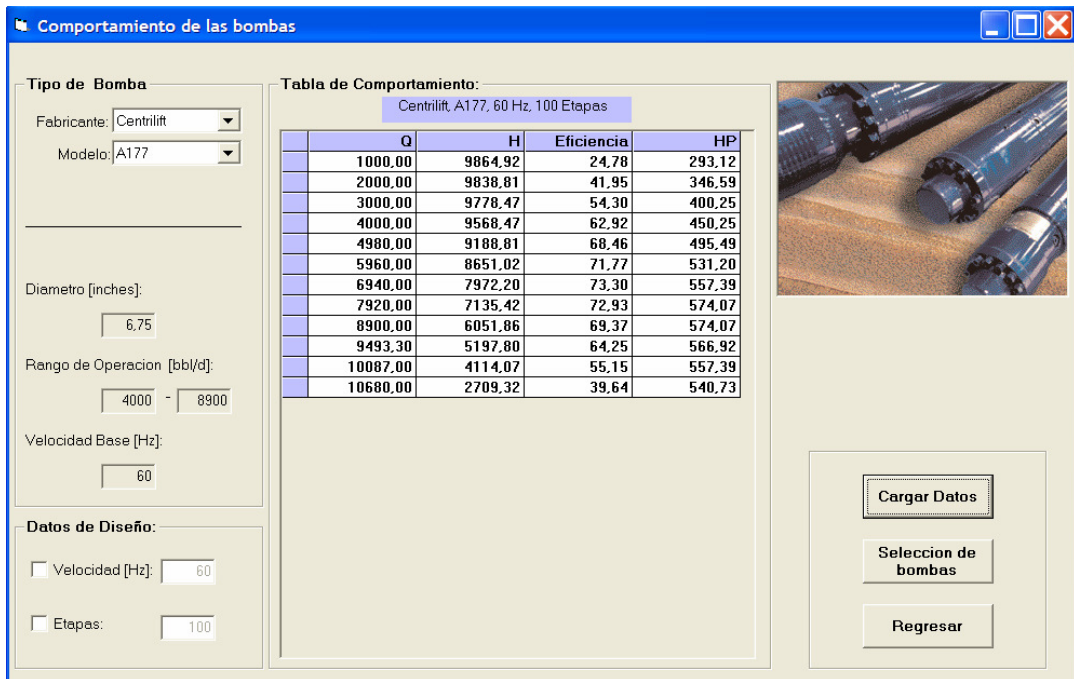 Comportamiento de las bombas
Tipo de Bomba
Fabricante: Centrilift
Modelo: A177
Diametro [inches]:
6,75
Rango de Operacion [bbl/d]:
4000 - 8900
Velocidad Base [Hz]:
60
Datos de Diseño:
Velocidad [Hz]: 60
Etapas: 100
Tabla de Comportamiento:
Centrilift, A177, 60 Hz, 100 Etapas
Q H Eficiencia HP
1000,00 9864,92 24,78 293,12
2000,00 9838,81 41,95 346,59
3000,00 9778,47 54,30 400,25
4000,00 9568,47 62,92 450,25
4980,00 9188,81 68,46 495,49
5960,00 8651,02 71,77 531,20
6940,00 7972,20 73,30 557,39
7920,00 7135,42 72,93 574,07
8900,00 6051,86 69,37 574,07
9493,30 5197,80 64,25 566,92
10087,00 4114,07 55,15 557,39
10680,00 2709,32 39,64 540,73
Cargar Datos
Seleccion de
bombas
Regresar